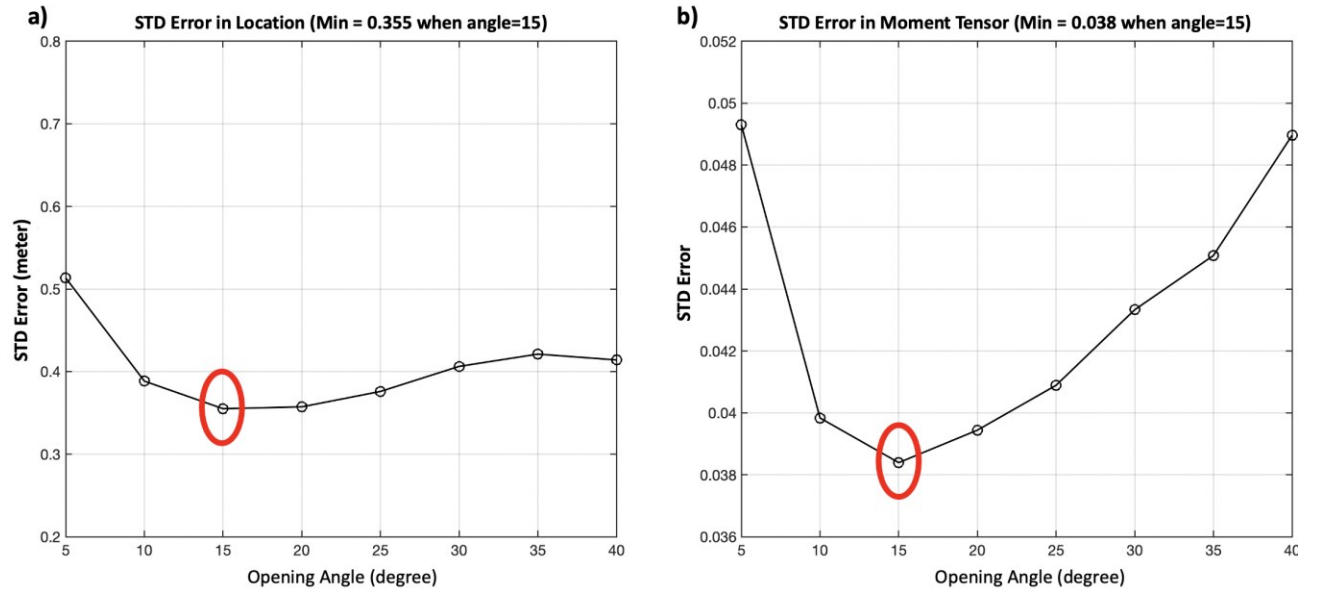 a)
STD Error in Location (Min = 0.355 when angle=15)
0.8
0.7
0.6
0.5
0.4
0.3
0.2
STD Error (meter)
5 10 15 20 25 30 35 40
Opening Angle (degree)
b)
STD Error in Moment Tensor (Min = 0.038 when angle=15)
0.052
0.05
0.048
0.046
0.044
0.042
0.04
0.038
0.036
STD Error
5 10 15 20 25 30 35 40
Opening Angle (degree)